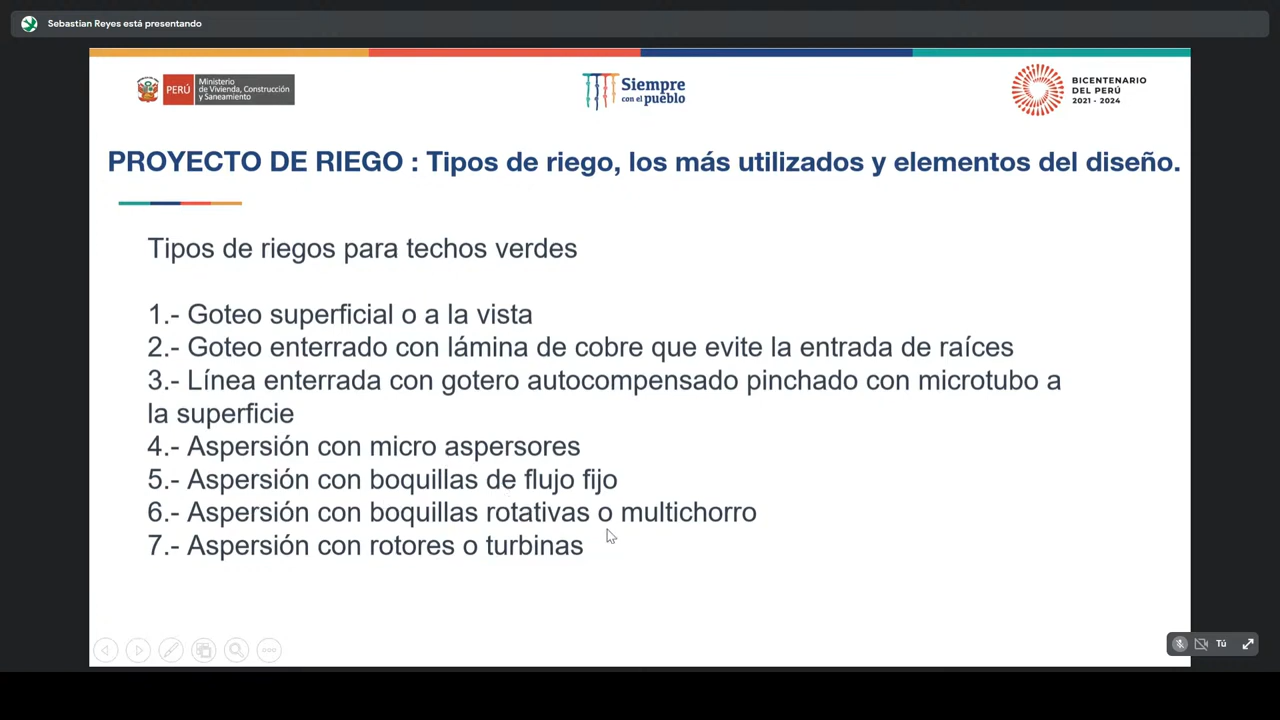 Sebastian Reyes está presentando
PERÚ
Ministerio
de Vivienda, Construcción
y Saneamiento
Siempre
con el pueblo
BICENTENARIO
DEL PERÚ
2021 - 2024
PROYECTO DE RIEGO : Tipos de riego, los más utilizados y elementos del diseño.
Tipos de riegos para techos verdes
1.- Goteo superficial o a la vista
2.- Goteo enterrado con lámina de cobre que evite la entrada de raíces
3.- Línea enterrada con gotero autocompensado pinchado con microtubo a
la superficie
4.- Aspersión con micro aspersores
5.- Aspersión con boquillas de flujo fijo
6.- Aspersión con boquillas rotativas o multichorro
7.- Aspersión con rotores o turbinas
Tú